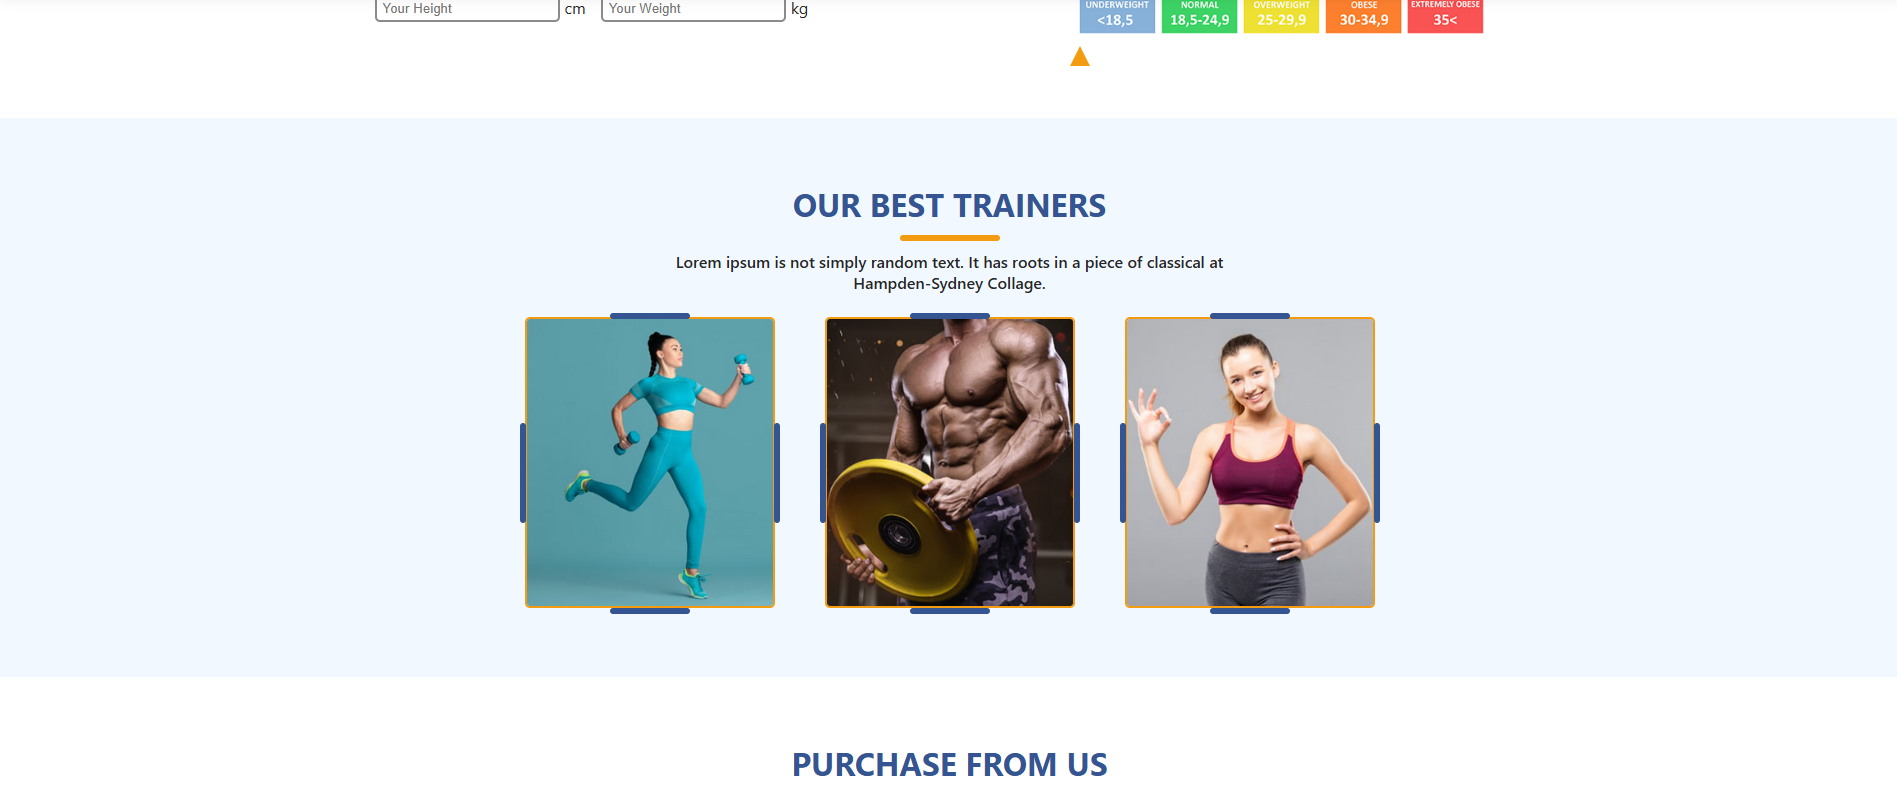 Your Height cm Your Weight kg
UNDERWEIGHT NORMAL OVERWEIGHT OBESE EXTREMELY OBESE
<18,5 18,5-24,9 25-29,9 30-34,9 35<
OUR BEST TRAINERS
Lorem ipsum is not simply random text. It has roots in a piece of classical at
Hampden-Sydney Collage.
PURCHASE FROM US